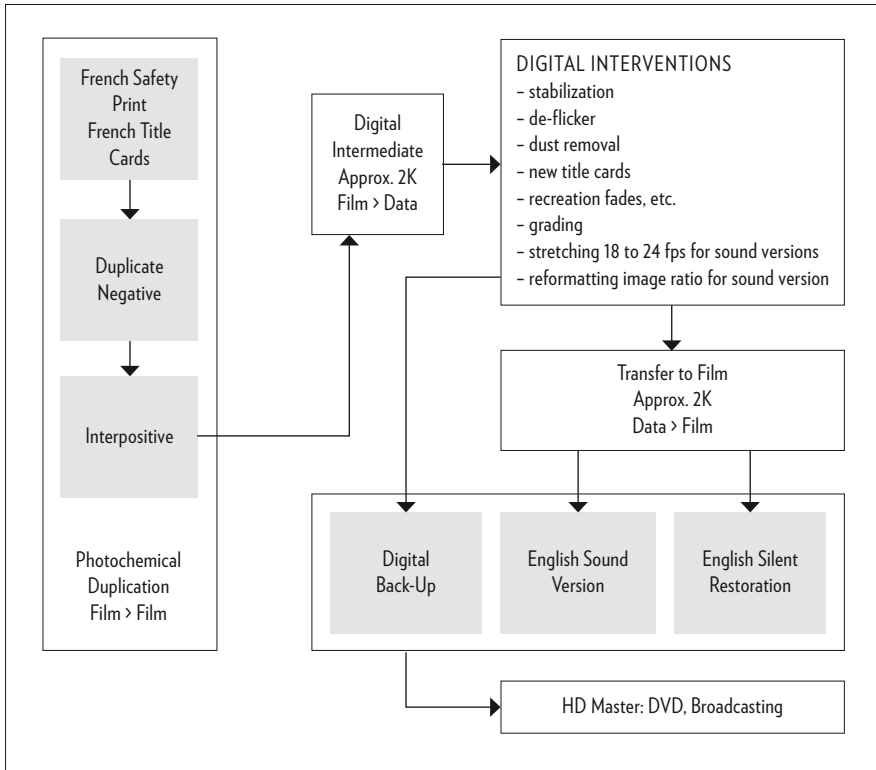 French Safety
Print
French Title
Cards
Duplicate
Negative
Interpositive
Photochemical
Duplication
Film > Film
Digital
Intermediate
Approx. 2K
Film > Data
DIGITAL INTERVENTIONS
– stabilization
– de-flicker
– dust removal
– new title cards
– recreation fades, etc.
– grading
– stretching 18 to 24 fps for sound versions
– reformatting image ratio for sound version
Transfer to Film
Approx. 2K
Data > Film
Digital
Back-Up
English Sound
Version
English Silent
Restoration
HD Master: DVD, Broadcasting